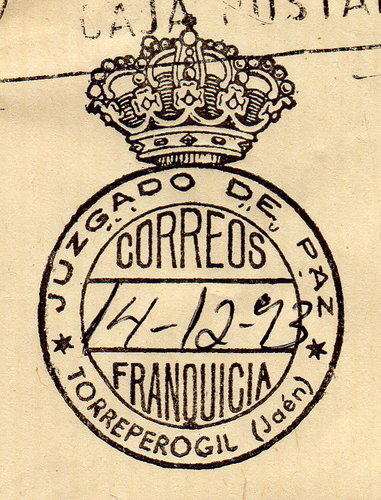 CAJA POSTAL
JUZGADO DE PAZ
CORREOS
14-12-93
FRANQUICIA
TORREPEROGIL (Jaén)